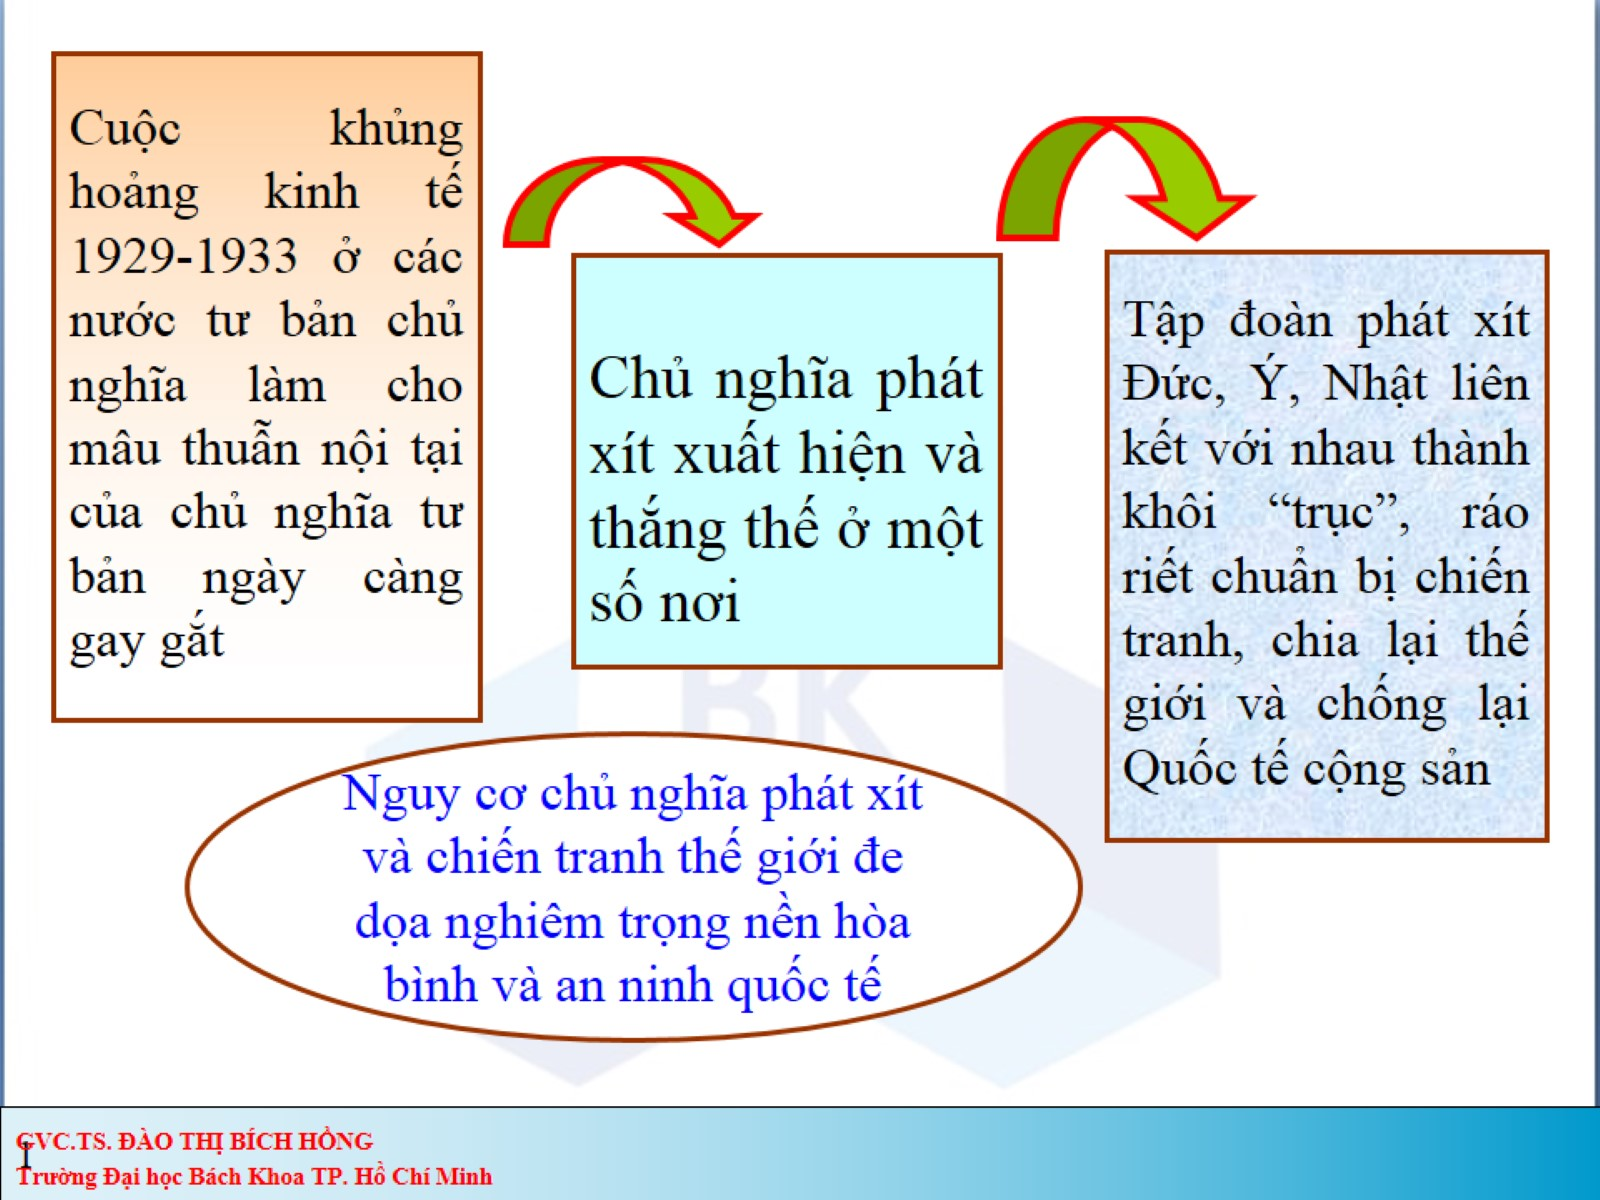 Cuộc khủng
hoảng kinh tế
1929-1933 ở các
nước tư bản chủ
nghĩa làm cho
mâu thuẫn nội tại
của chủ nghĩa tư
bản ngày càng
gay gắt
Chủ nghĩa phát
xít xuất hiện và
thắng thế ở một
số nơi
Tập đoàn phát xít
Đức, Ý, Nhật liên
kết với nhau thành
khôi “trục”, ráo
riết chuẩn bị chiến
tranh, chia lại thế
giới và chống lại
Quốc tế cộng sản
BK
Nguy cơ chủ nghĩa phát xít
và chiến tranh thế giới đe
dọa nghiêm trọng nền hòa
bình và an ninh quốc tế
GVC.TS. ĐÀO THỊ BÍCH HỒNG
1
Trường Đại học Bách Khoa TP. Hồ Chí Minh